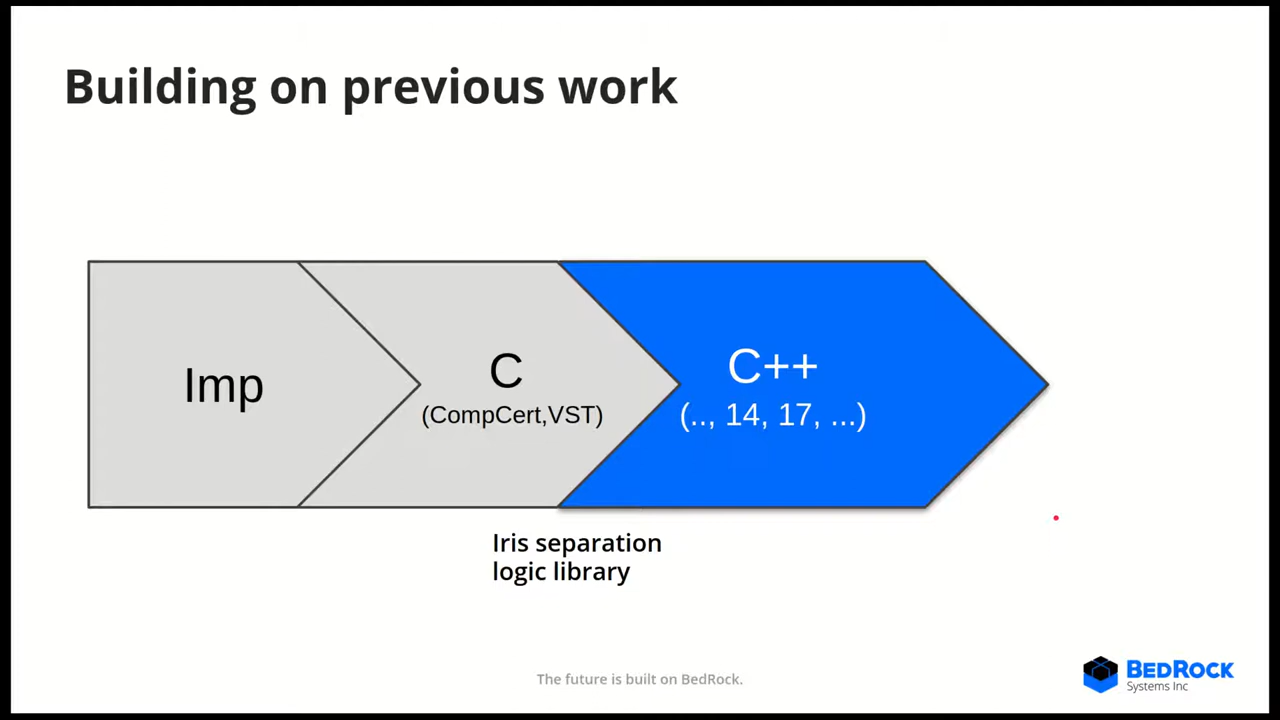 Building on previous work
Imp
C
(CompCert,VST)
C++
(.., 14, 17, ...)
Iris separation
logic library
The future is built on BedRock.
BEDROCK
Systems Inc